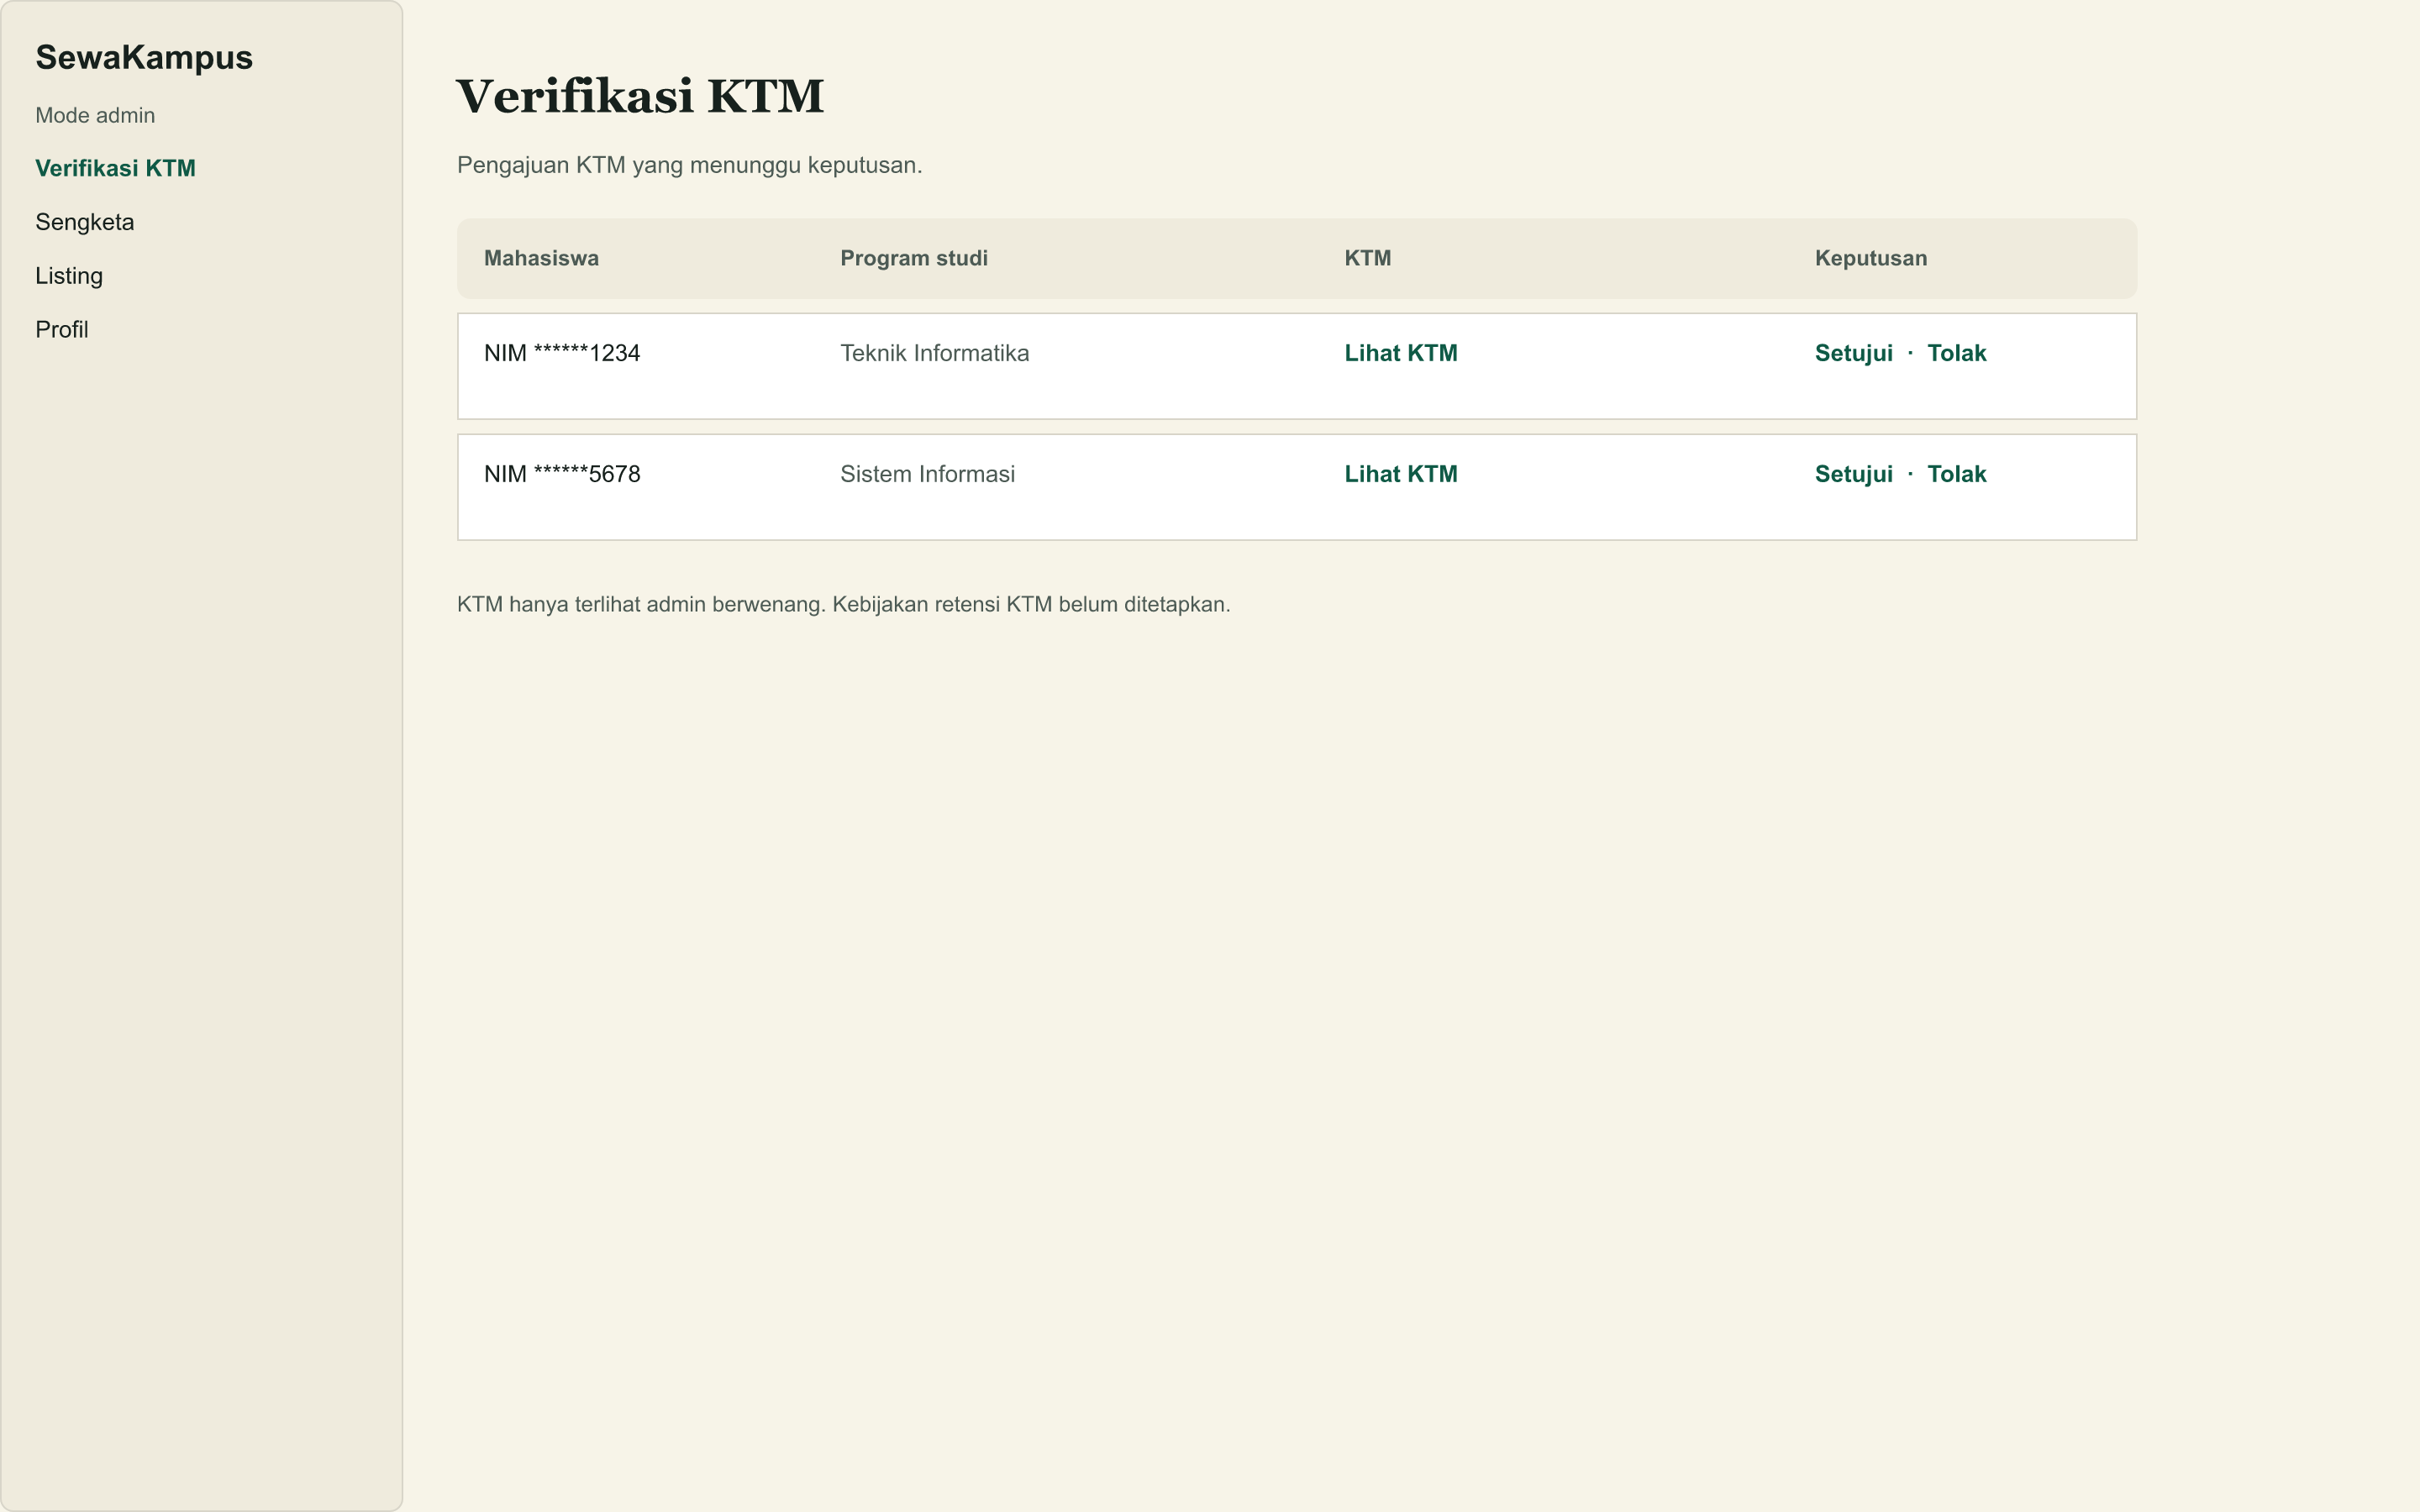 SewaKampus
Mode admin
Verifikasi KTM
Sengketa
Listing
Profil
Verifikasi KTM
Pengajuan KTM yang menunggu keputusan.
Mahasiswa Program studi KTM Keputusan
NIM ******1234 Teknik Informatika Lihat KTM Setujui · Tolak
NIM ******5678 Sistem Informasi Lihat KTM Setujui · Tolak
KTM hanya terlihat admin berwenang. Kebijakan retensi KTM belum ditetapkan.